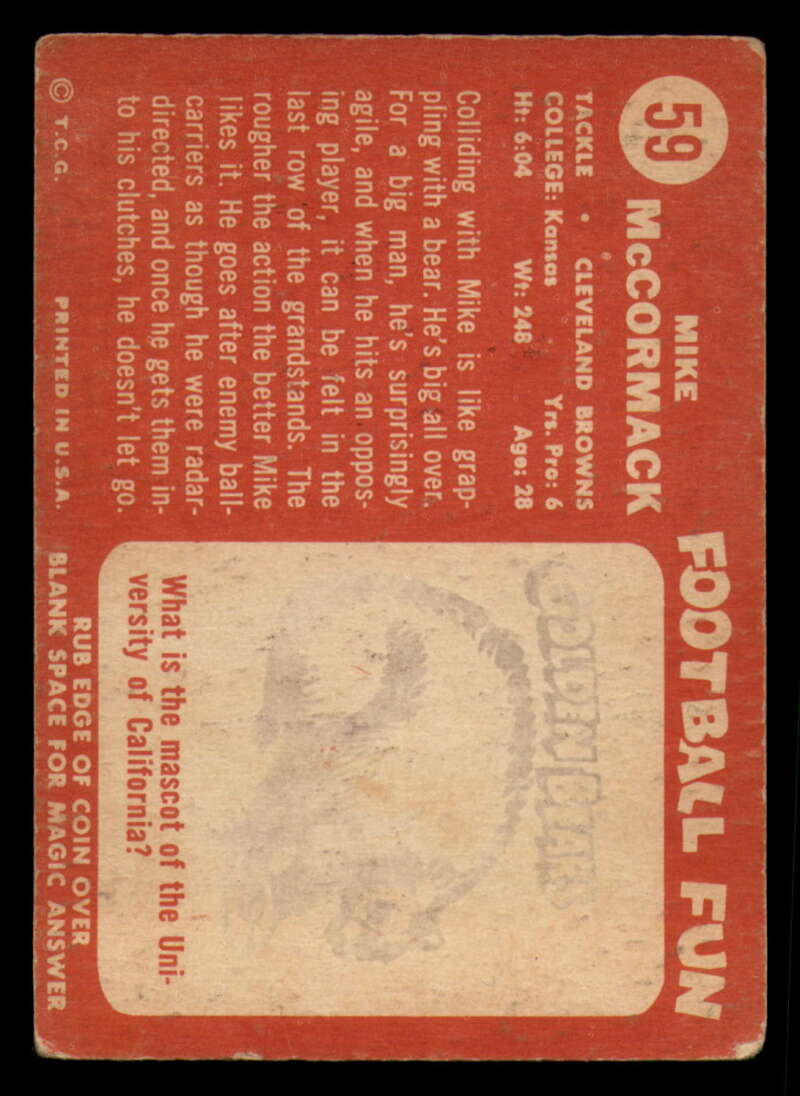 59
MIKE
McCORMACK
TACKLE • CLEVELAND BROWNS
COLLEGE: Kansas Yrs. Pro: 6
Ht: 6:04 Wt: 248 Age: 28
Colliding with Mike is like grap-
pling with a bear. He's big all over.
For a big man, he's surprisingly
agile, and when he hits an oppos-
ing player, it can be felt in the
last row of the grandstands. The
rougher the action the better Mike
likes it. He goes after enemy ball-
carriers as though he were radar-
directed, and once he gets them in-
to his clutches, he doesn't let go.
© T.C.G. PRINTED IN U.S.A.
FOOTBALL FUN
GOLDEN BEARS
What is the mascot of the Uni-
versity of California?
RUB EDGE OF COIN OVER
BLANK SPACE FOR MAGIC ANSWER